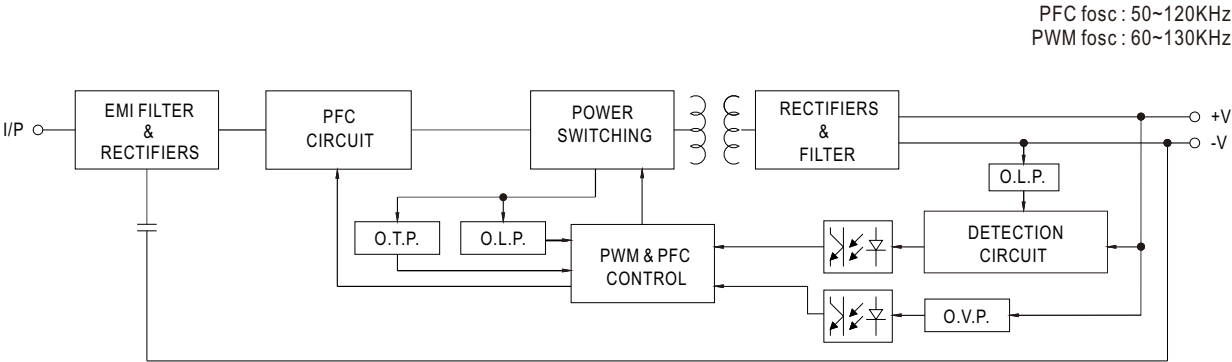 PFC fosc : 50~120KHz
PWM fosc : 60~130KHz
I/P
EMI FILTER
&
RECTIFIERS
PFC
CIRCUIT
POWER
SWITCHING
RECTIFIERS
&
FILTER
+V
-V
O.L.P.
O.T.P.
O.L.P.
PWM & PFC
CONTROL
DETECTION
CIRCUIT
O.V.P.